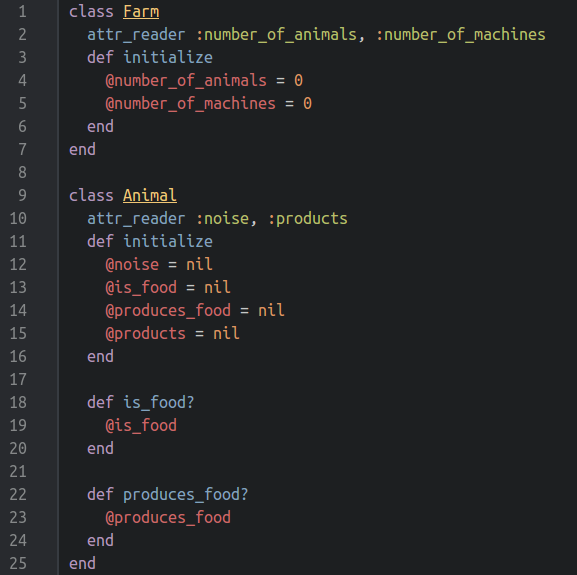 1 class Farm
2   attr_reader :number_of_animals, :number_of_machines
3   def initialize
4     @number_of_animals = 0
5     @number_of_machines = 0
6   end
7 end
8
9 class Animal
10   attr_reader :noise, :products
11   def initialize
12     @noise = nil
13     @is_food = nil
14     @produces_food = nil
15     @products = nil
16   end
17
18   def is_food?
19     @is_food
20   end
21
22   def produces_food?
23     @produces_food
24   end
25 end